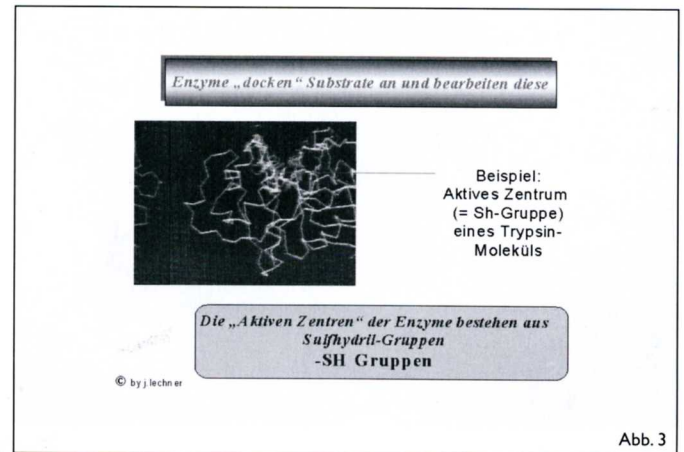 Enzyme „docken“ Substrate an und bearbeiten diese
Beispiel:
Aktives Zentrum
(= Sh-Gruppe)
eines Trypsin-
Moleküls
Die „Aktiven Zentren“ der Enzyme bestehen aus
Sulfhydril-Gruppen
-SH Gruppen
© by j.lechner
Abb. 3